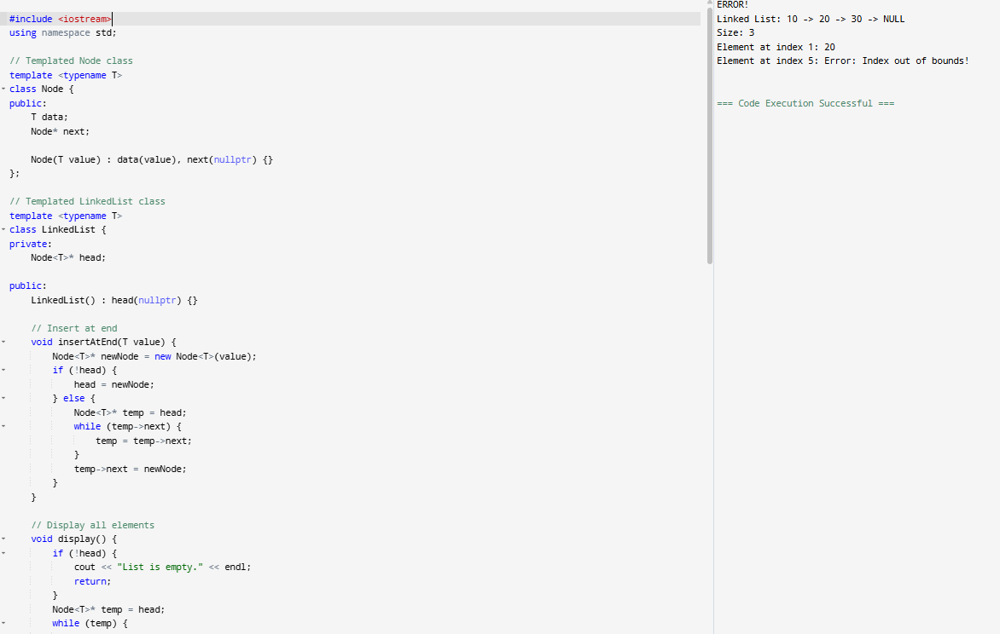 #include <iostream>
using namespace std;

// Templated Node class
template <typename T>
class Node {
public:
    T data;
    Node* next;

    Node(T value) : data(value), next(nullptr) {}
};

// Templated LinkedList class
template <typename T>
class LinkedList {
private:
    Node<T>* head;

public:
    LinkedList() : head(nullptr) {}

    // Insert at end
    void insertAtEnd(T value) {
        Node<T>* newNode = new Node<T>(value);
        if (!head) {
            head = newNode;
        } else {
            Node<T>* temp = head;
            while (temp->next) {
                temp = temp->next;
            }
            temp->next = newNode;
        }
    }

    // Display all elements
    void display() {
        if (!head) {
            cout << "List is empty." << endl;
            return;
        }
        Node<T>* temp = head;
        while (temp) {
ERROR!
Linked List: 10 -> 20 -> 30 -> NULL
Size: 3
Element at index 1: 20
Element at index 5: Error: Index out of bounds!

=== Code Execution Successful ===